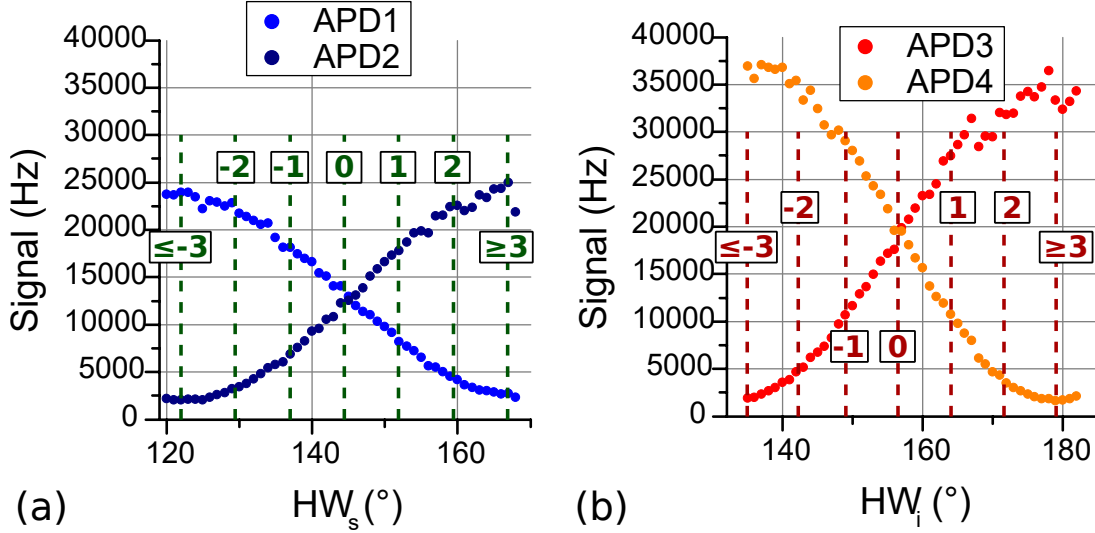 APD1
APD2
40000
35000
30000
25000
20000
15000
10000
5000
0
Signal (Hz)
-2 -1 0 1 2
≤-3 ≥3
120 140 160
HWs (°)
(a)
APD3
APD4
40000
35000
30000
25000
20000
15000
10000
5000
0
Signal (Hz)
-2 1 2
≤-3 ≥3
-1 0
140 160 180
HWi (°)
(b)